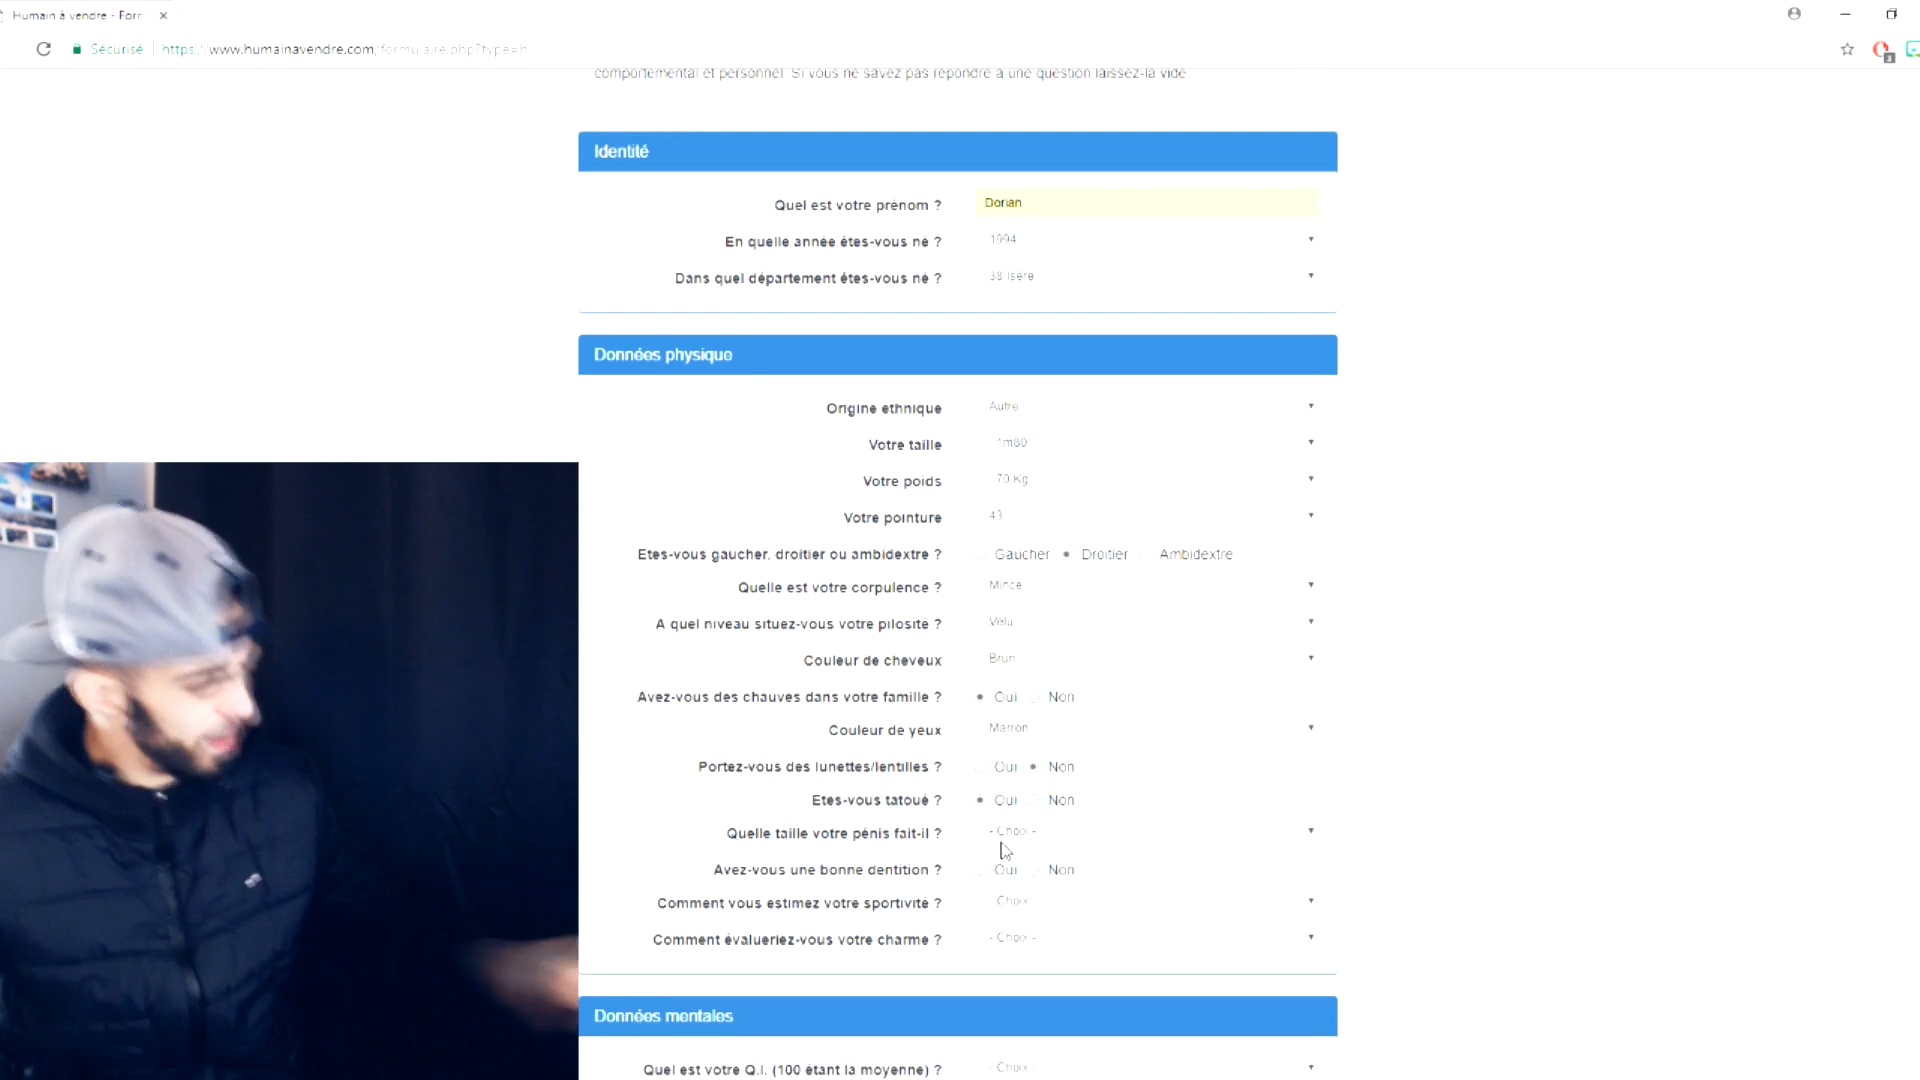 Humain à vendre - Form
Sécurisé https://www.humainavendre.com/formulaire.php?type=h
comportemental et personnel. Si vous ne savez pas répondre à une question laissez-la vide
Identité
Quel est votre prénom ? Dorian
En quelle année êtes-vous né ? 1994
Dans quel département êtes-vous né ? 38 Isère
Données physique
Origine ethnique Autre
Votre taille 1m80
Votre poids 70 Kg
Votre pointure 43
Etes-vous gaucher, droitier ou ambidextre ? Gaucher Droitier Ambidextre
Quelle est votre corpulence ? Mince
A quel niveau situez-vous votre pilosité ? Velu
Couleur de cheveux Brun
Avez-vous des chauves dans votre famille ? Oui Non
Couleur de yeux Marron
Portez-vous des lunettes/lentilles ? Oui Non
Etes-vous tatoué ? Oui Non
Quelle taille votre pénis fait-il ? - Choix -
Avez-vous une bonne dentition ? Oui Non
Comment vous estimez votre sportivité ? - Choix -
Comment évalueriez-vous votre charme ? - Choix -
Données mentales
Quel est votre Q.I. (100 étant la moyenne) ? - Choix -